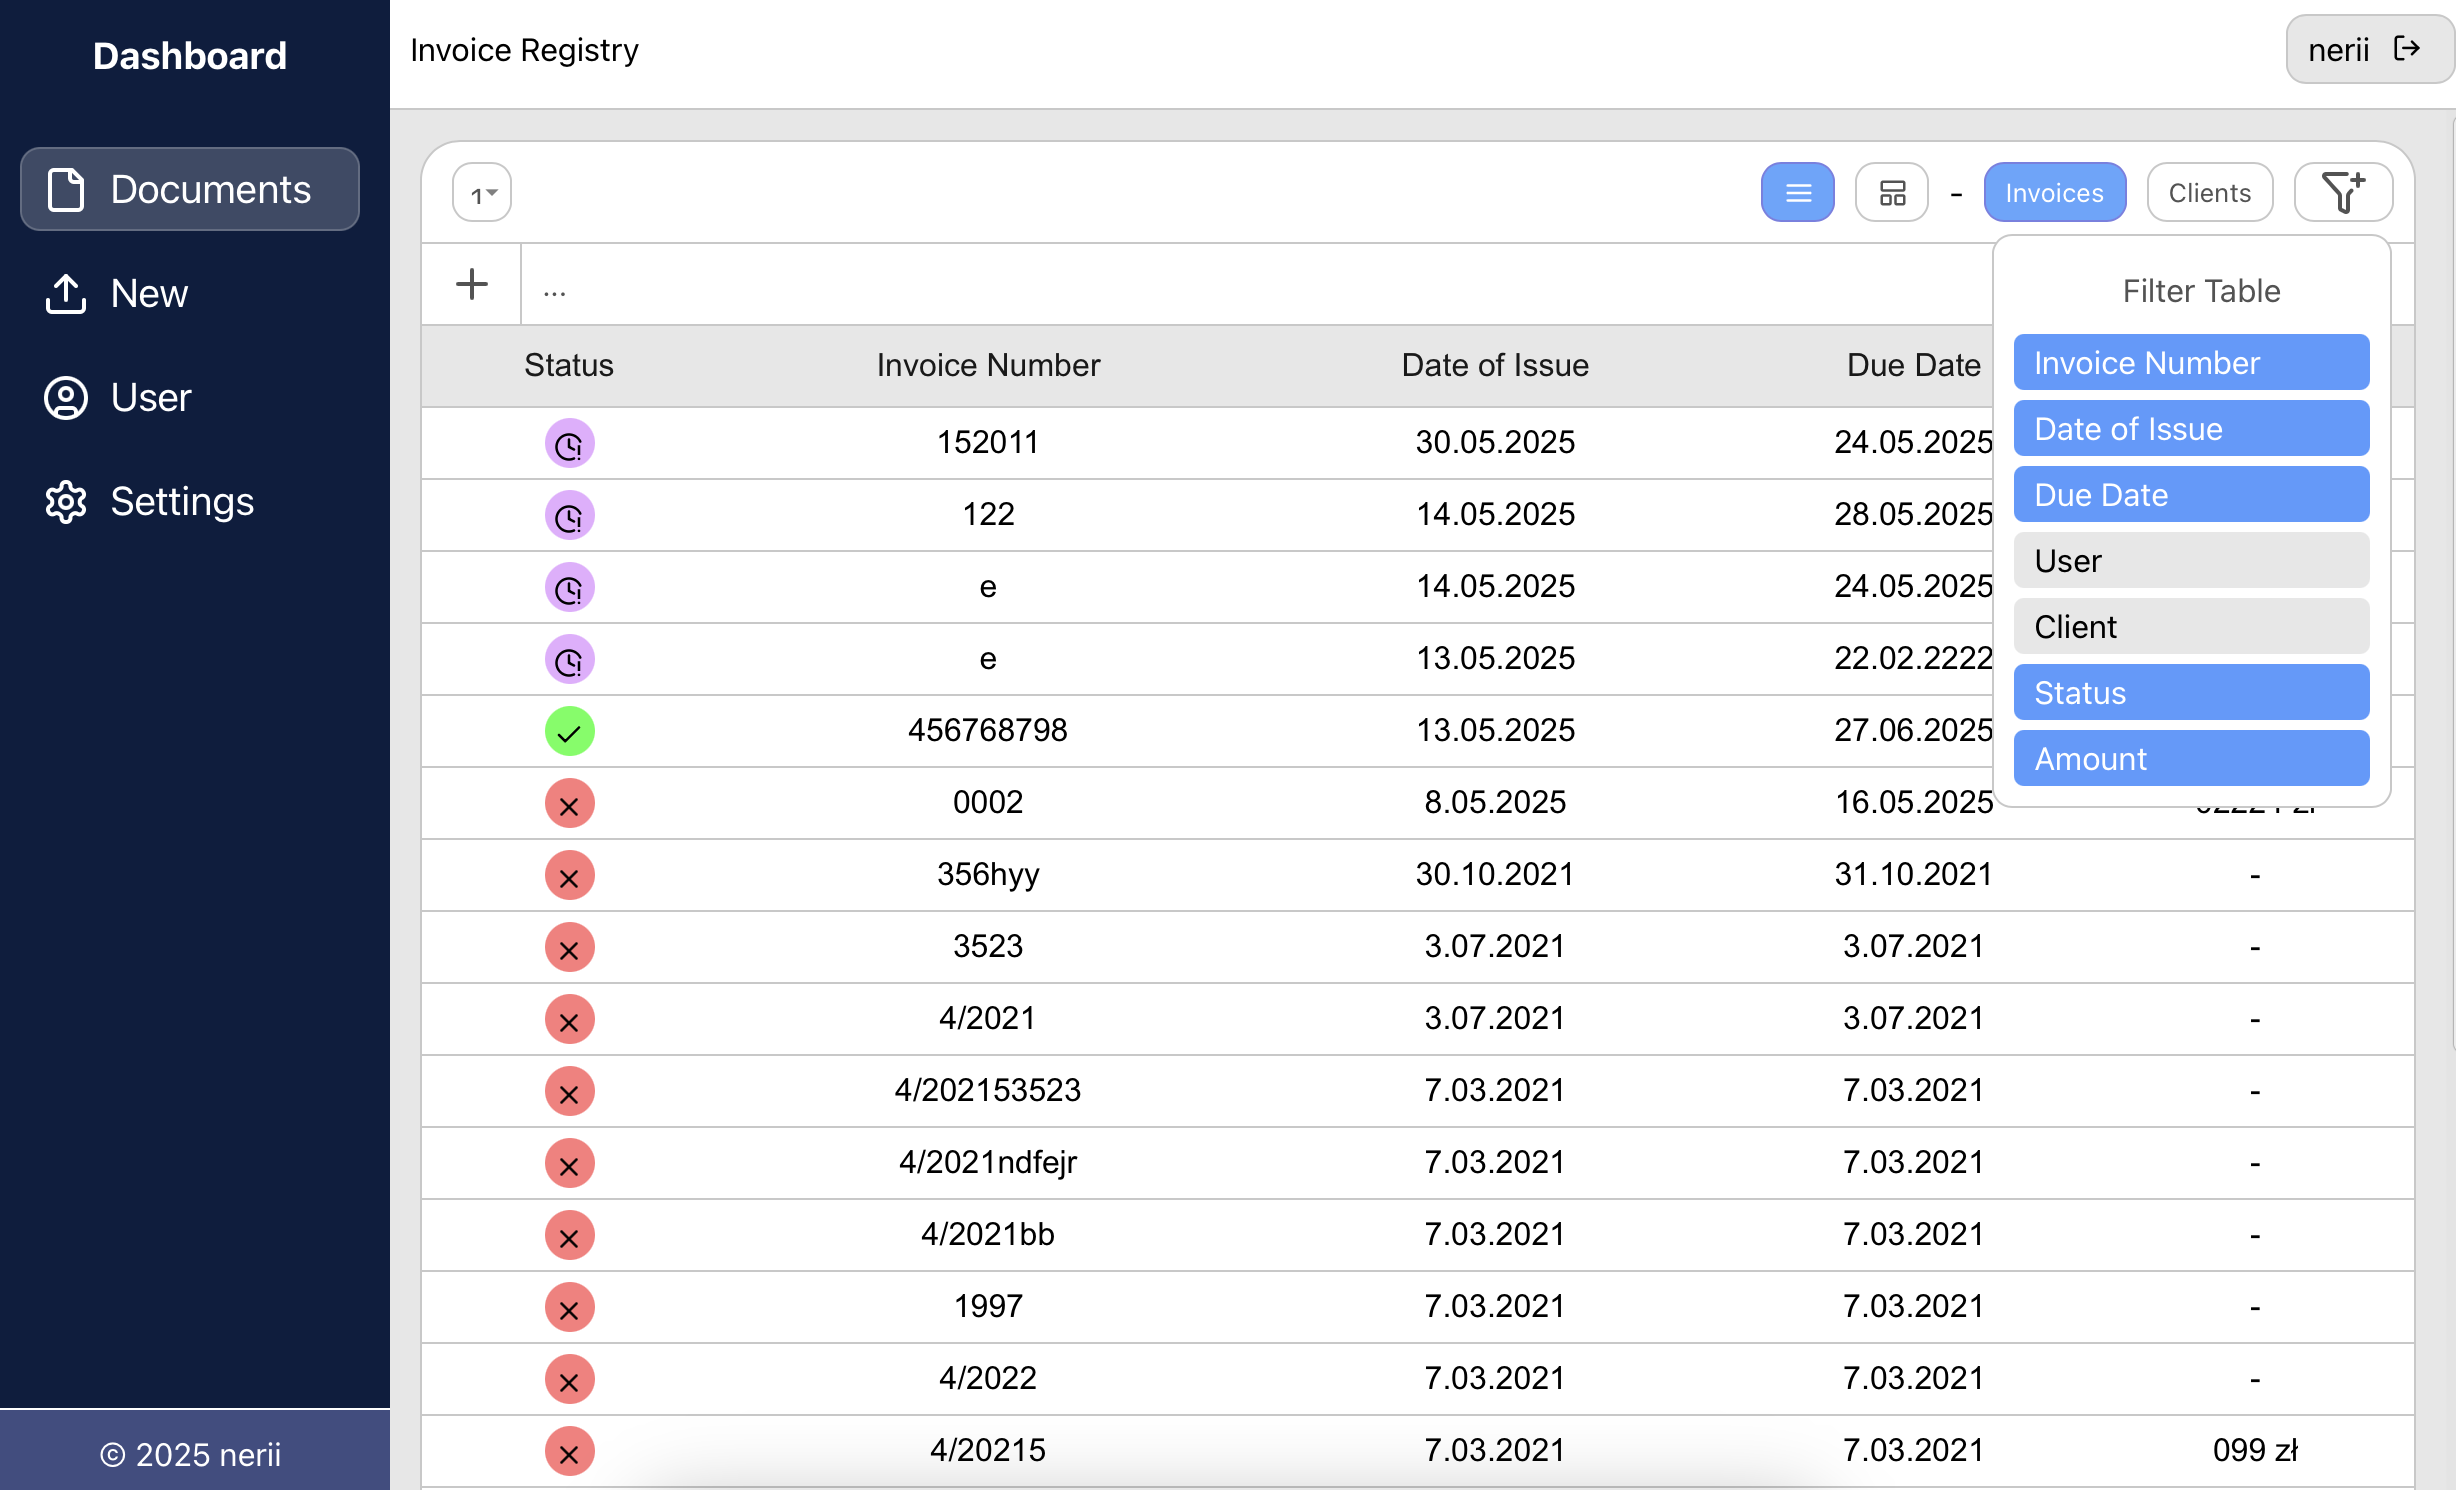 Dashboard
Documents
New
User
Settings
© 2025 nerii
Invoice Registry
nerii
1
-
Invoices
Clients
...
Filter Table
Invoice Number
Date of Issue
Due Date
User
Client
Status
Amount
Status Invoice Number Date of Issue Due Date
152011 30.05.2025 24.05.2025
122 14.05.2025 28.05.2025
e 14.05.2025 24.05.2025
e 13.05.2025 22.02.2222
456768798 13.05.2025 27.06.2025
0002 8.05.2025 16.05.2025
356hyy 30.10.2021 31.10.2021 -
3523 3.07.2021 3.07.2021 -
4/2021 3.07.2021 3.07.2021 -
4/202153523 7.03.2021 7.03.2021 -
4/2021ndfejr 7.03.2021 7.03.2021 -
4/2021bb 7.03.2021 7.03.2021 -
1997 7.03.2021 7.03.2021 -
4/2022 7.03.2021 7.03.2021 -
4/20215 7.03.2021 7.03.2021 099 zł